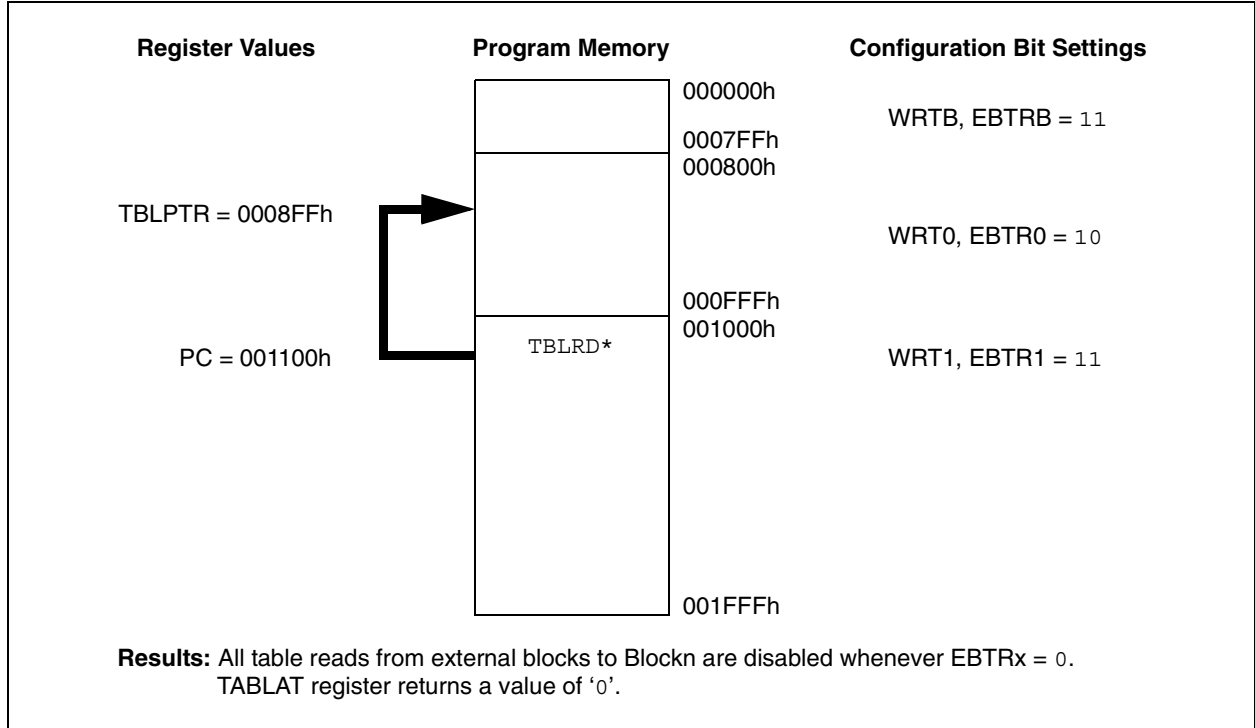 Register Values Program Memory Configuration Bit Settings
000000h
WRTB, EBTRB = 11
0007FFh
000800h
TBLPTR = 0008FFh
WRT0, EBTR0 = 10
000FFFh
001000h
TBLRD*
PC = 001100h
WRT1, EBTR1 = 11
001FFFh
Results: All table reads from external blocks to Blockn are disabled whenever EBTRx = 0.
TABLAT register returns a value of ‘0’.